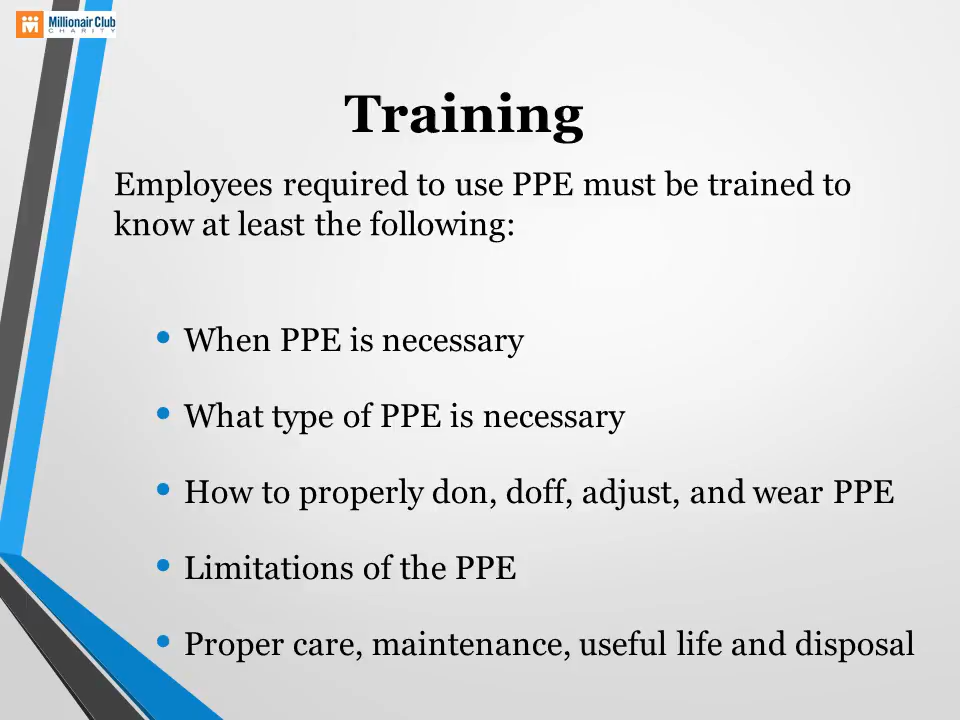 Millionair Club
CHARITY
Training
Employees required to use PPE must be trained to
know at least the following:
• When PPE is necessary
• What type of PPE is necessary
• How to properly don, doff, adjust, and wear PPE
• Limitations of the PPE
• Proper care, maintenance, useful life and disposal